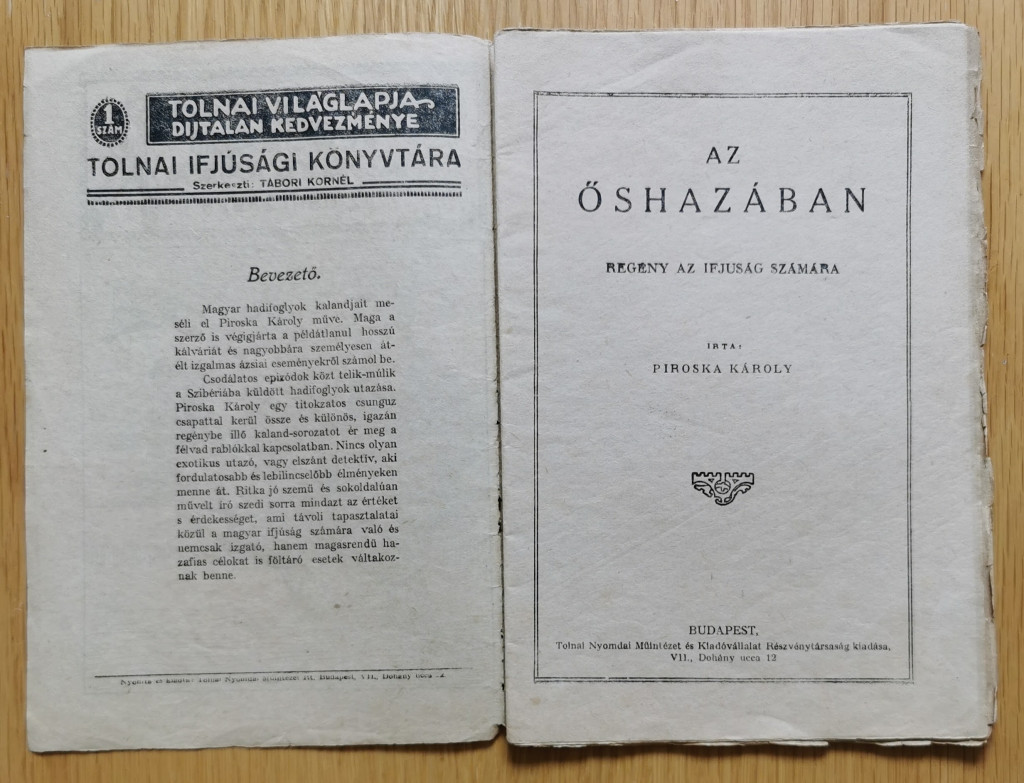 1
SZÁM
TOLNAI VILÁGLAPJA
DIJTALAN KEDVEZMÉNYE
TOLNAI IFJÚSÁGI KÖNYVTÁRA
Szerkeszti: TÁBORI KORNÉL
Bevezető.
Magyar hadifoglyok kalandjait me-
séli el Piroska Károly műve. Maga a
szerző is végigjárta a példátlanul hosszú
kálváriát és nagyobbára személyesen át-
élt izgalmas ázsiai eseményekről számol be.
Csodálatos epizódok közt telik-múlik
a Szibériába küldött hadifoglyok utazása.
Piroska Károly egy titokzatos csunguz
csapattal kerül össze és különös, igazán
regénybe illő kaland-sorozatot ér meg a
félvad rablókkal kapcsolatban. Nincs olyan
exotikus utazó, vagy elszánt detektív, aki
fordulatosabb és lebilincselőbb élményeken
menne át. Ritka jó szemű és sokoldalúan
művelt író szedi sorra mindazt az értéket
s érdekességet, ami távoli tapasztalatai
közül a magyar ifjúság számára való és
nemcsak izgató, hanem magasrendű ha-
zafias célokat is föltáró esetek váltakoz-
nak benne.
Budapest, VII., Dohány ucca 12.
AZ
ŐSHAZÁBAN
REGÉNY AZ IFJUSÁG SZÁMÁRA
IRTA:
PIROSKA KÁROLY
BUDAPEST,
Tolnai Nyomdai Műintézet és Kiadóvállalat Részvénytársaság kiadása,
VII., Dohány ucca 12